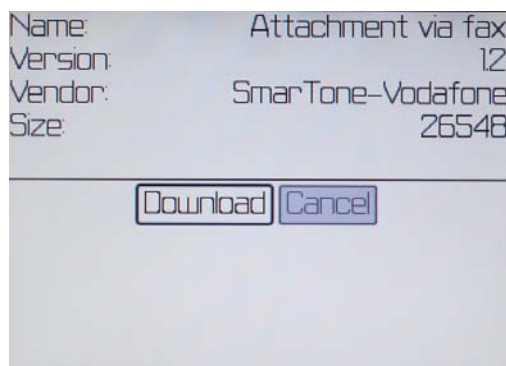 Name: Attachment via fax
Version: 1.2
Vendor: SmarTone-Vodafone
Size: 26548
Download Cancel